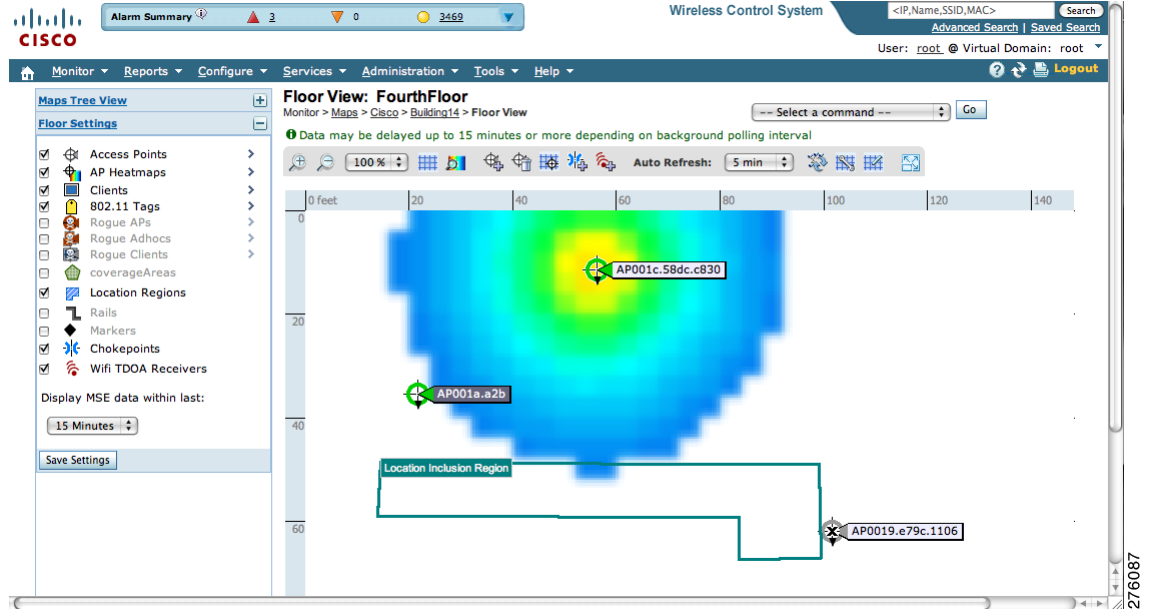 CISCO
Alarm Summary 3 0 3469
Wireless Control System
<IP,Name,SSID,MAC> Search
Advanced Search | Saved Search
User: root @ Virtual Domain: root
Monitor Reports Configure Services Administration Tools Help Logout
Maps Tree View
Floor Settings
Access Points
AP Heatmaps
Clients
802.11 Tags
Rogue APs
Rogue Adhocs
Rogue Clients
coverageAreas
Location Regions
Rails
Markers
Chokepoints
Wifi TDOA Receivers
Display MSE data within last:
15 Minutes
Save Settings
Floor View: FourthFloor
Monitor > Maps > Cisco > Building14 > Floor View
-- Select a command -- Go
Data may be delayed up to 15 minutes or more depending on background polling interval
100 % Auto Refresh: 5 min
0 feet 20 40 60 80 100 120 140
0
20
40
60
AP001c.58dc.c830
AP001a.a2b
Location Inclusion Region
AP0019.e79c.1106
276087